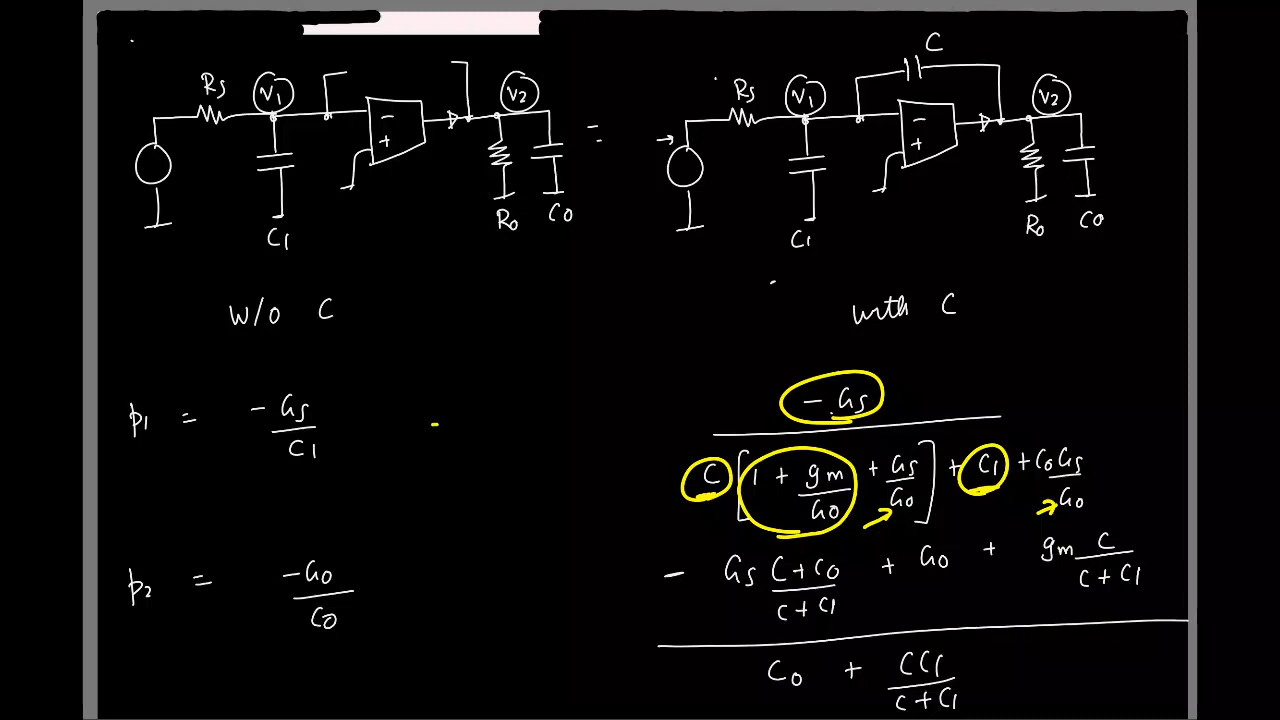 C
Rs V1 − + V2 = Rs V1 − + V2
C1 Ro Co C1 Ro Co
w/o C with C
p1 = −Gs/C1 −Gs/(C[1 + gm/Go + Gs/Go] + C1 + CoGs/Go)
p2 = −Go/Co −(Gs (C+Co)/(C+C1) + Go + gm C/(C+C1))/(Co + CC1/(C+C1))